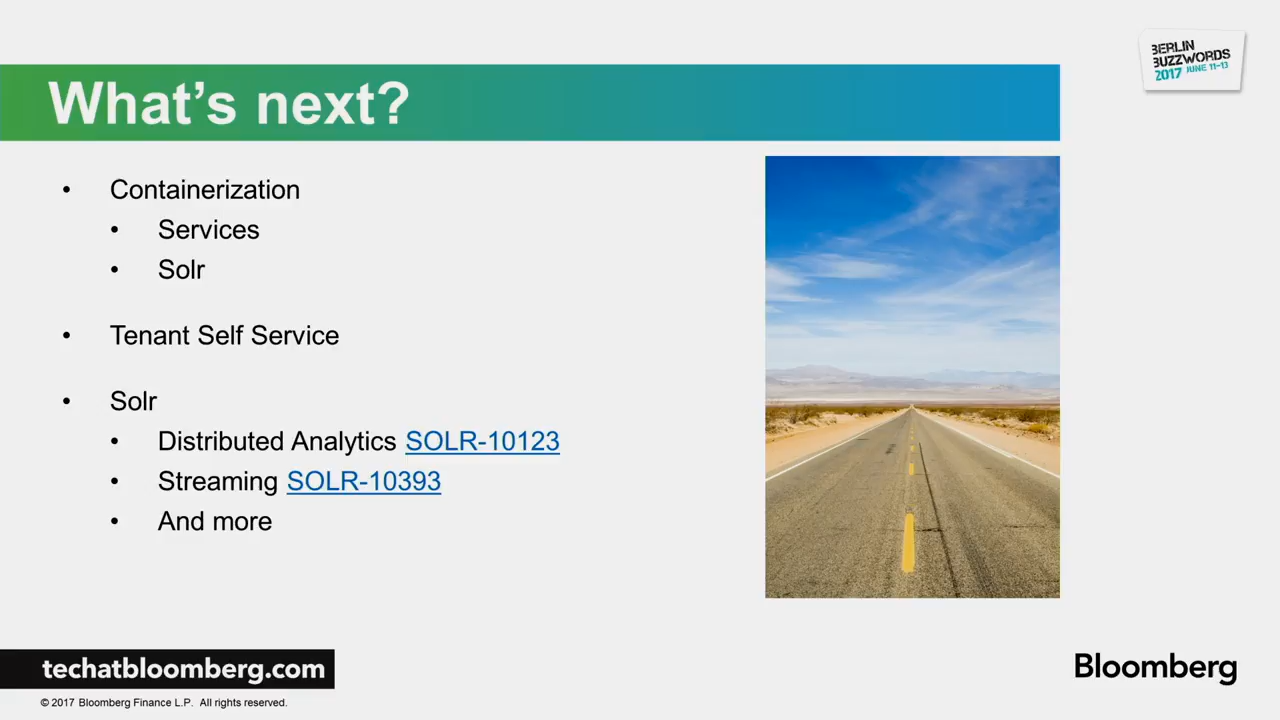 BERLIN
BUZZWORDS
2017 JUNE 11-13
What's next?
• Containerization
• Services
• Solr
• Tenant Self Service
• Solr
• Distributed Analytics SOLR-10123
• Streaming SOLR-10393
• And more
techatbloomberg.com
Bloomberg
© 2017 Bloomberg Finance L.P. All rights reserved.